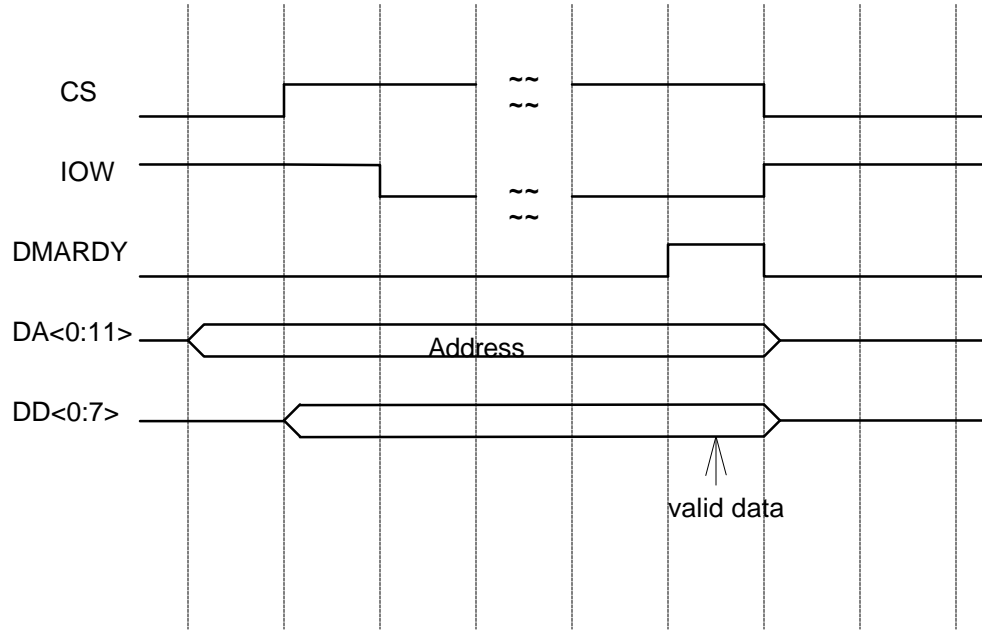 CS
~~
~~
IOW
~~
~~
DMARDY
DA<0:11>
Address
DD<0:7>
valid data